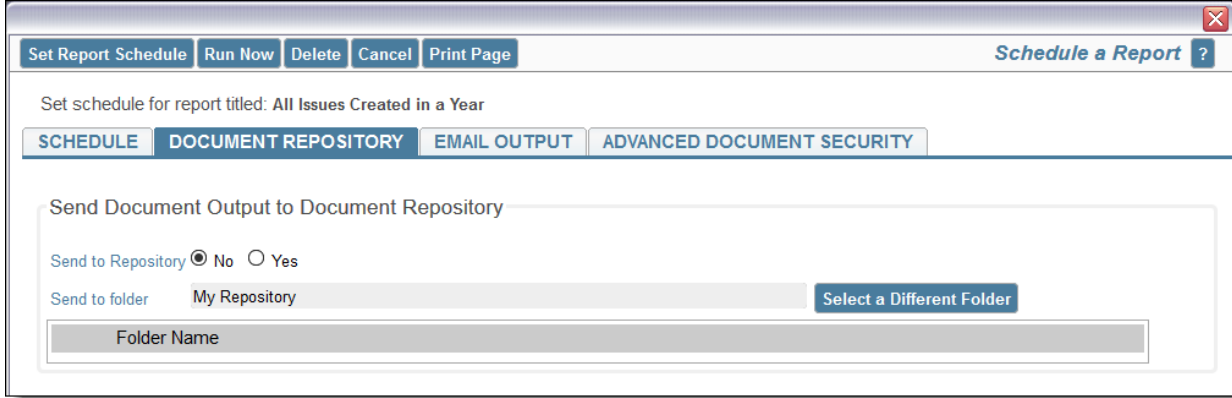 Set Report Schedule Run Now Delete Cancel Print Page Schedule a Report ?
Set schedule for report titled: All Issues Created in a Year
SCHEDULE DOCUMENT REPOSITORY EMAIL OUTPUT ADVANCED DOCUMENT SECURITY
Send Document Output to Document Repository
Send to Repository No Yes
Send to folder My Repository Select a Different Folder
Folder Name